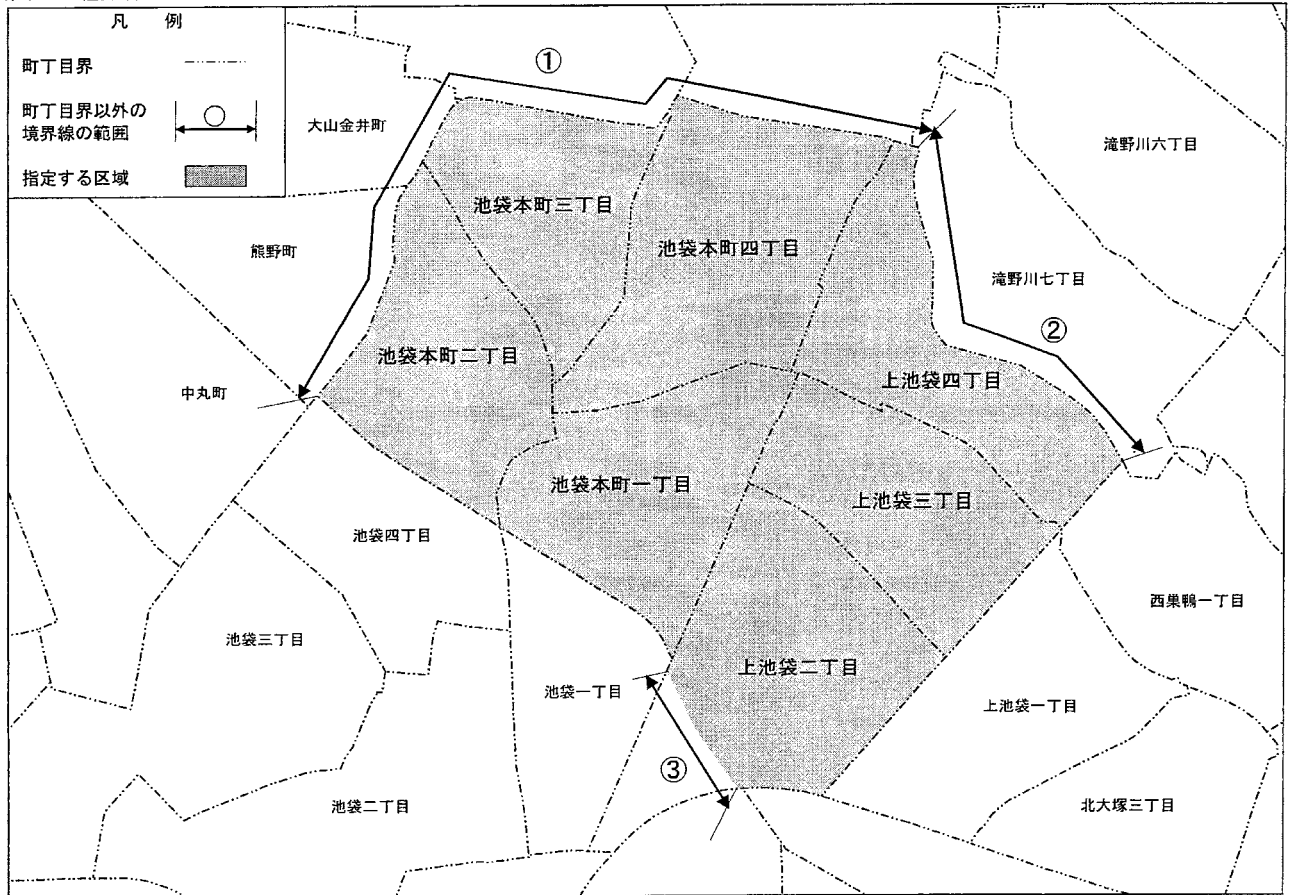 凡 例
町丁目界
町丁目界以外の
境界線の範囲
指定する区域
①
大山金井町
滝野川六丁目
池袋本町三丁目
池袋本町四丁目
熊野町
滝野川七丁目
②
池袋本町二丁目
上池袋四丁目
中丸町
池袋本町一丁目
上池袋三丁目
池袋四丁目
西巣鴨一丁目
池袋三丁目
上池袋二丁目
池袋一丁目
上池袋一丁目
③
池袋二丁目
北大塚三丁目